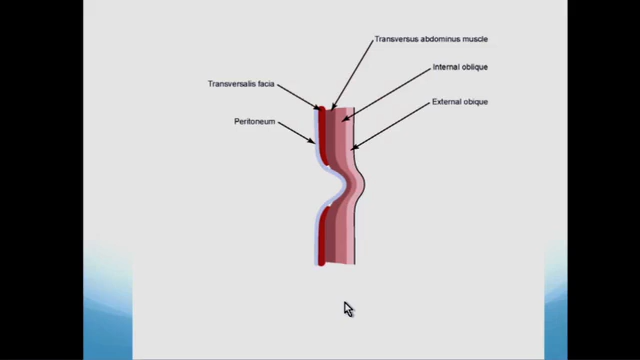 Transversus abdominus muscle
Internal oblique
Transversalis facia
External obique
Peritoneum